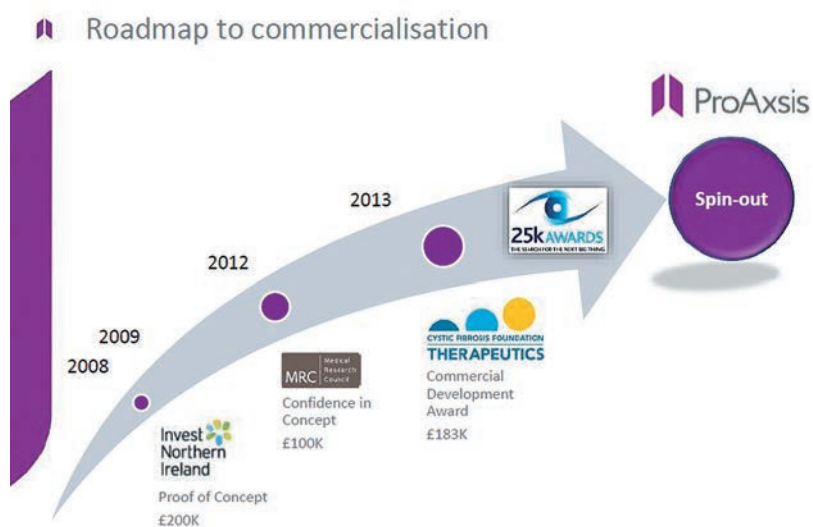 Roadmap to commercialisation
ProAxsis
Spin-out
25k AWARDS
THE SEARCH FOR THE NEXT BIG THING
2013
2012
2009
2008
CYSTIC FIBROSIS FOUNDATION
THERAPEUTICS
Commercial
Development
Award
£183K
MRC
Medical
Research
Council
Confidence in
Concept
£100K
Invest
Northern
Ireland
Proof of Concept
£200K